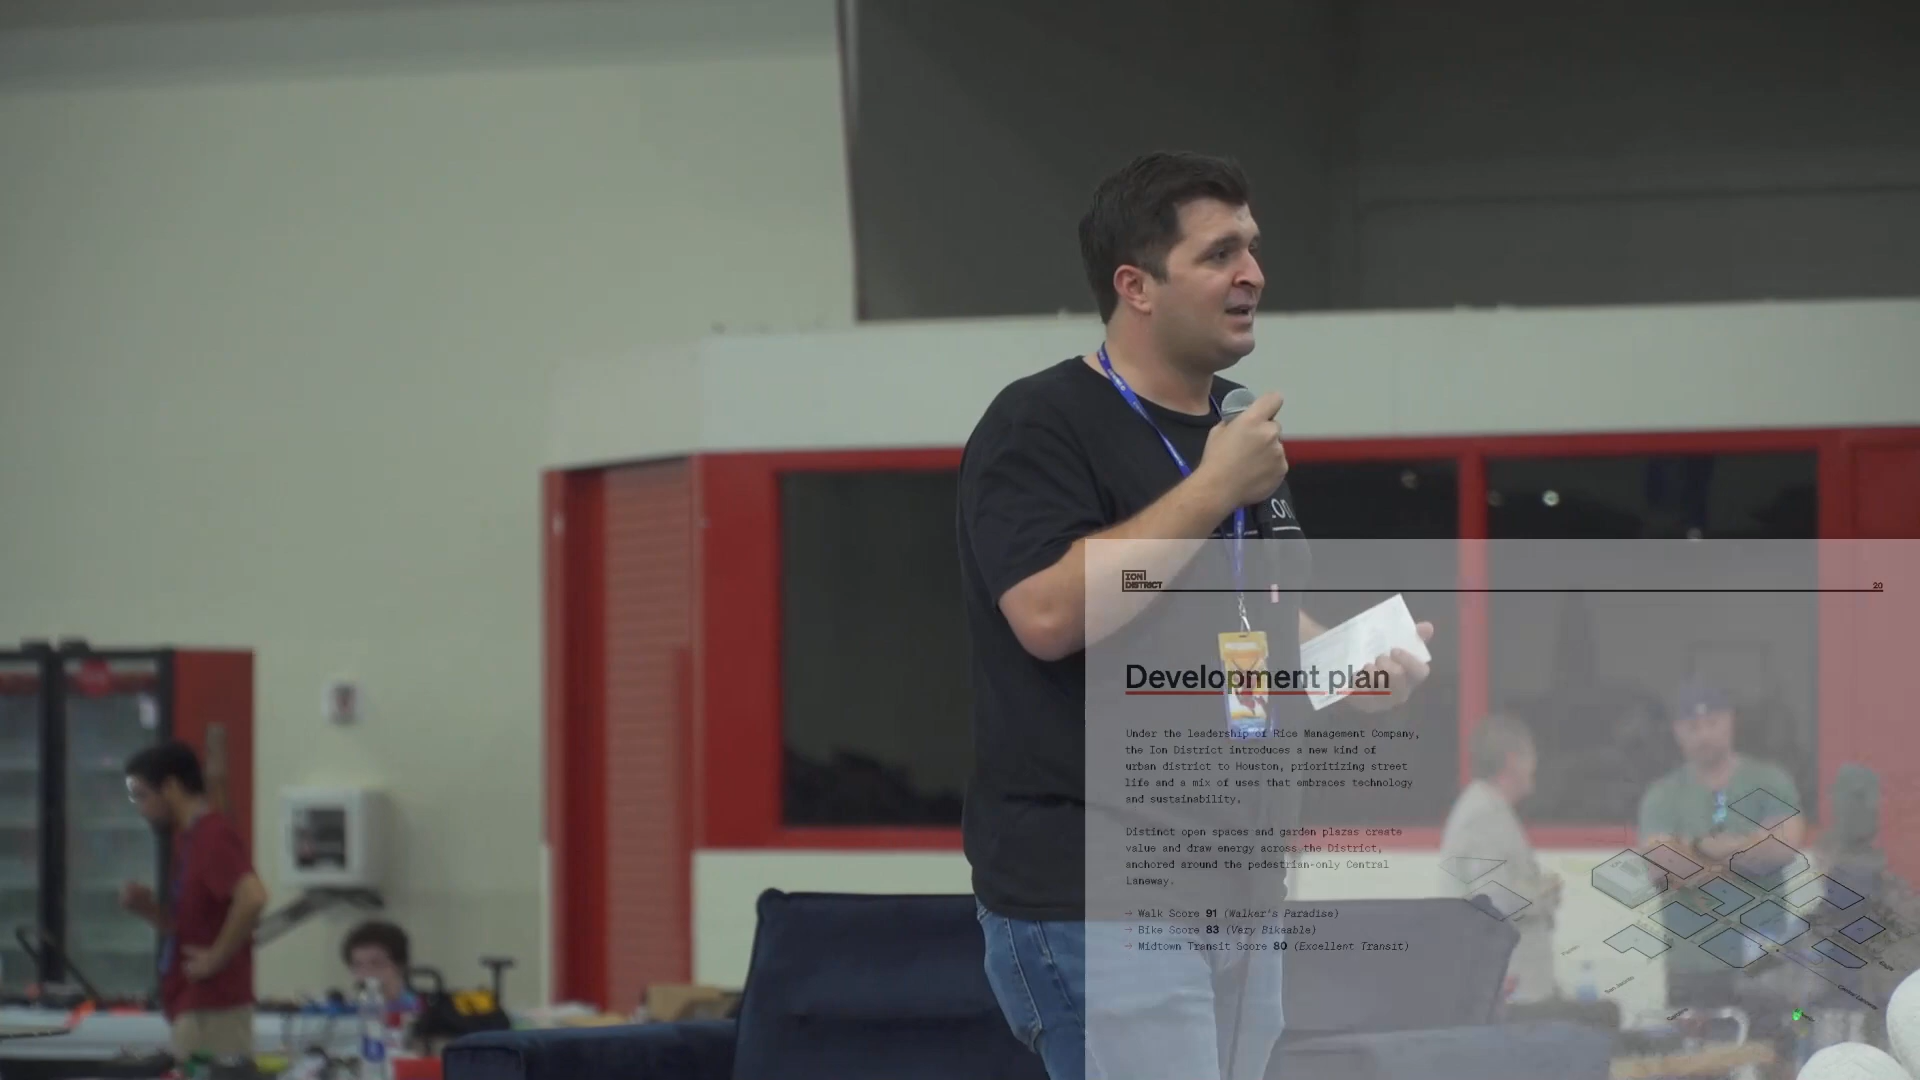 ION
DISTRICT
20
Development plan
Under the leadership of Rice Management Company,
the Ion District introduces a new kind of
urban district to Houston, prioritizing street
life and a mix of uses that embraces technology
and sustainability.
Distinct open spaces and garden plazas create
value and draw energy across the District,
anchored around the pedestrian-only Central
Laneway.
→ Walk Score 91 (Walker's Paradise)
→ Bike Score 83 (Very Bikeable)
→ Midtown Transit Score 80 (Excellent Transit)